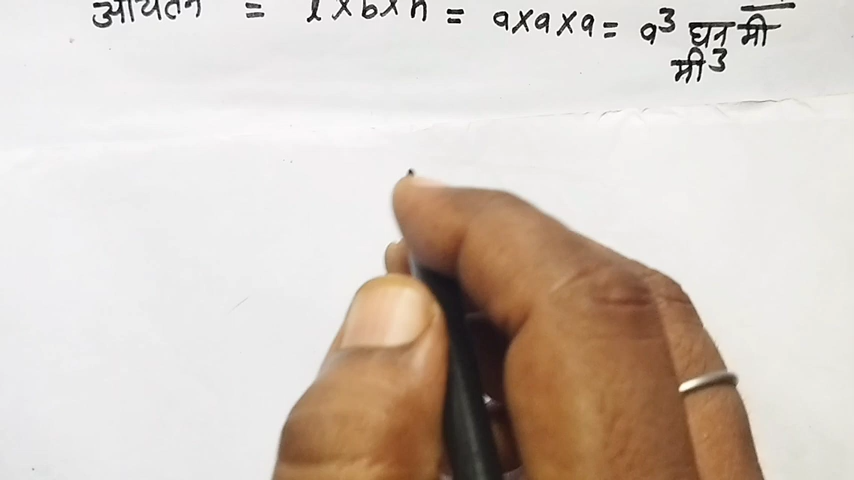 आयतन = l×b×h = a×a×a = a³ घन मी
मी³